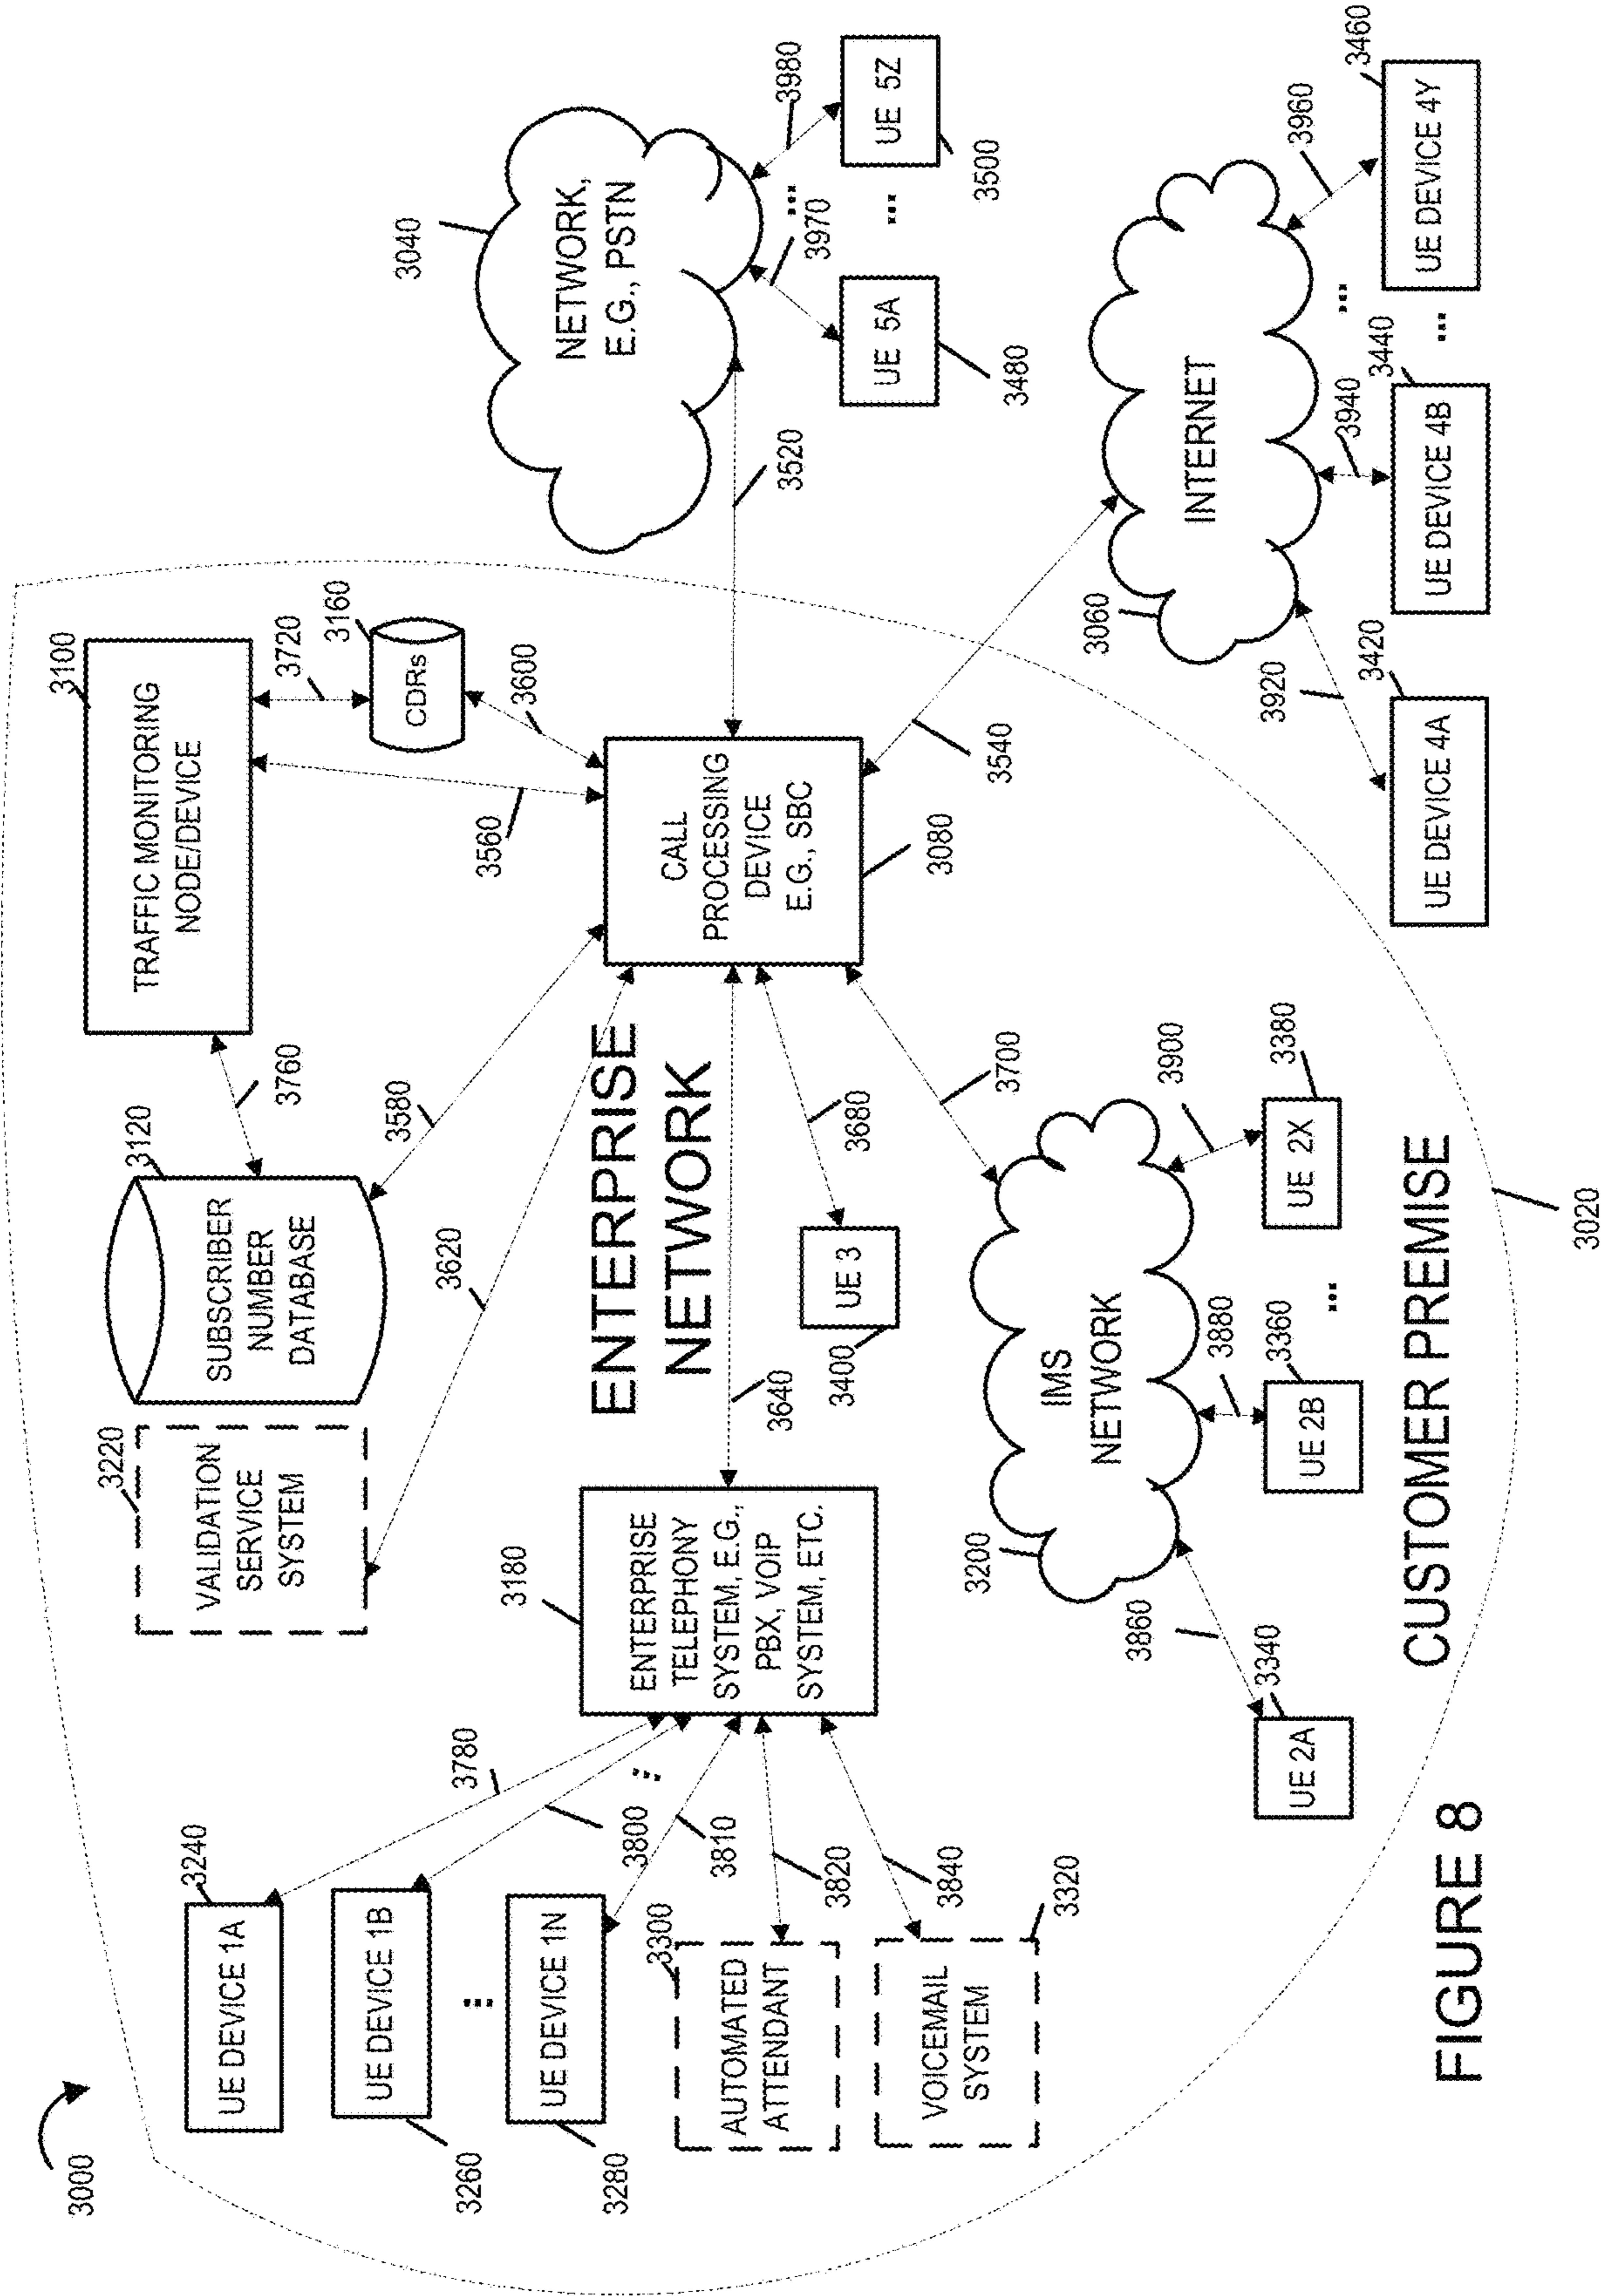 3000
3240
UE DEVICE 1A
3260
UE DEVICE 1B
...
3280
UE DEVICE 1N
3300
AUTOMATED
ATTENDANT
3320
VOICEMAIL
SYSTEM
3780
3800
...
3810
3820
3840
3180
ENTERPRISE
TELEPHONY
SYSTEM, E.G.,
PBX, VOIP
SYSTEM, ETC.
3220
VALIDATION
SERVICE
SYSTEM
3120
SUBSCRIBER
NUMBER
DATABASE
3760
3580
3620
ENTERPRISE
NETWORK
3640
3680
3400
UE 3
3700
3100
TRAFFIC MONITORING
NODE/DEVICE
3720
3160
CDRs
3600
3560
CALL
PROCESSING
DEVICE
E.G., SBC
3080
3520
3540
3040
NETWORK,
E.G., PSTN
3970
...
3980
UE 5A
3480
...
UE 5Z
3500
3060
INTERNET
3920
3940
...
3960
3420
UE DEVICE 4A
3440
UE DEVICE 4B
...
3460
UE DEVICE 4Y
3200
IMS
NETWORK
3860
3880
3900
3340
UE 2A
3360
UE 2B
...
3380
UE 2X
CUSTOMER PREMISE
3020
FIGURE 8